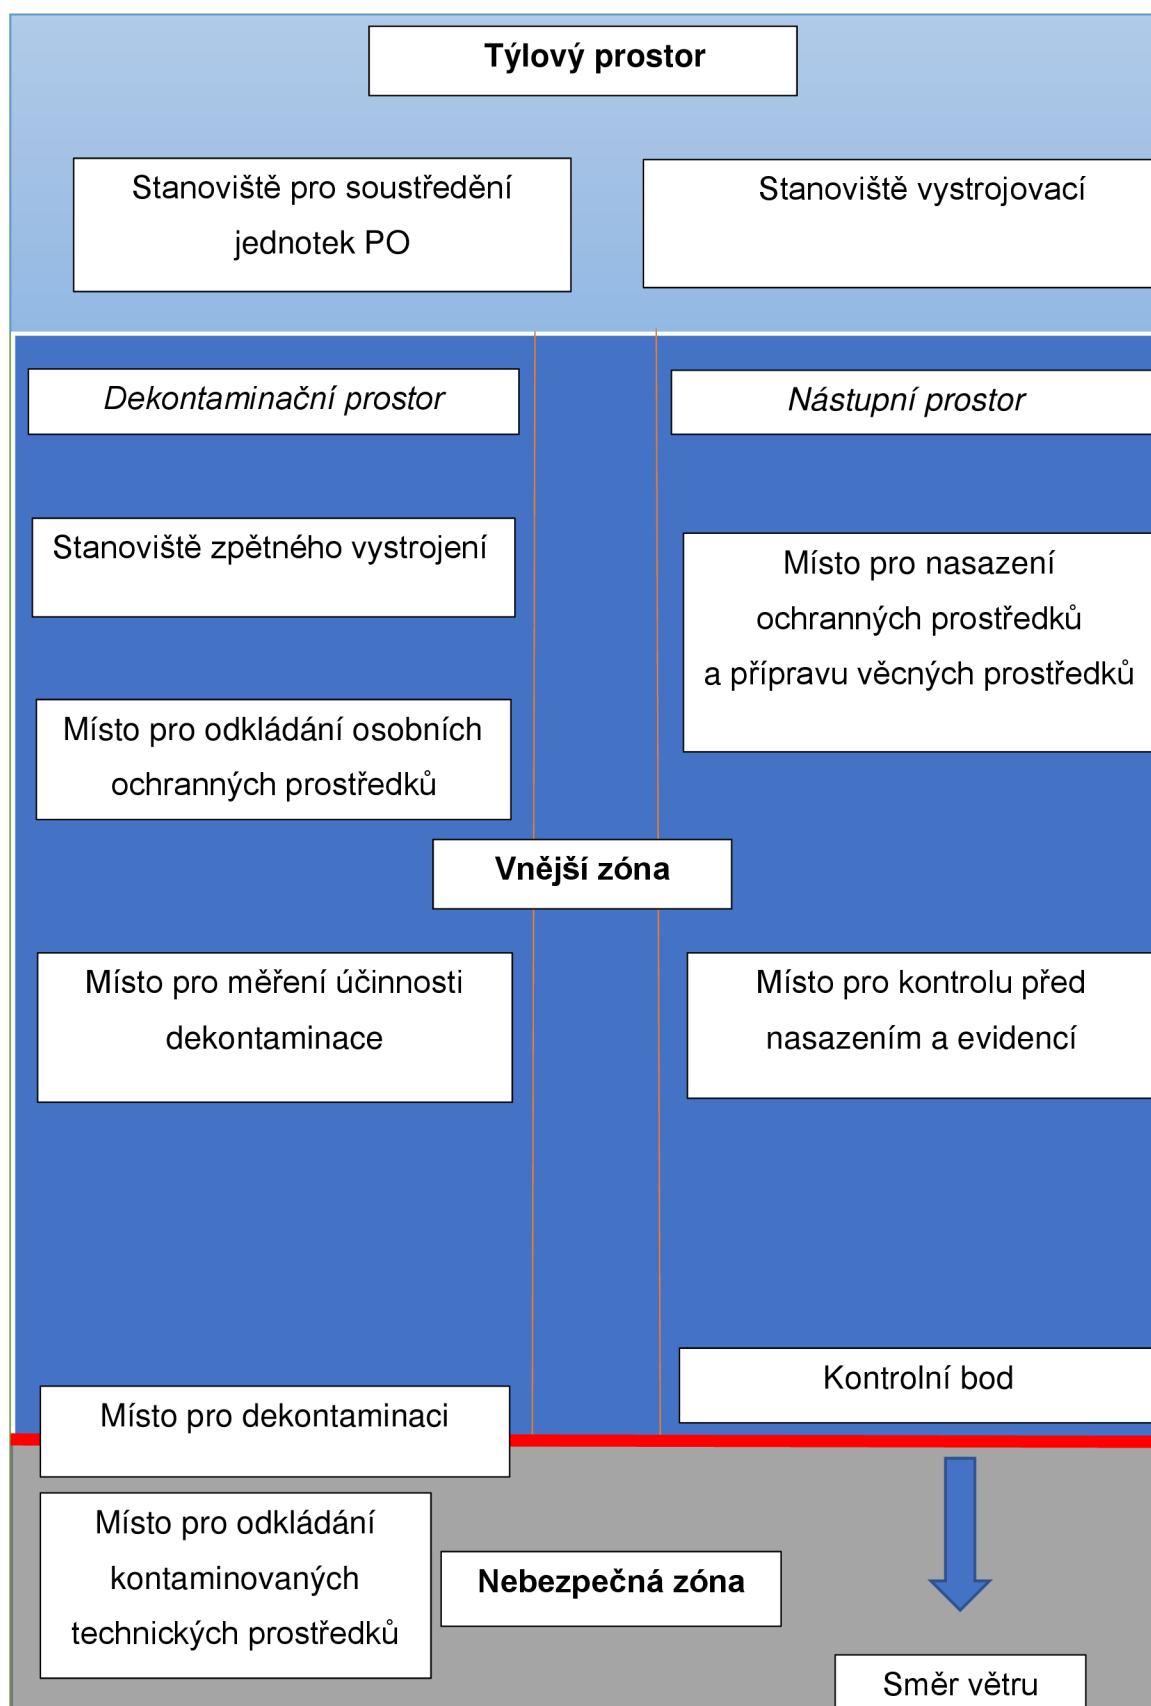 Týlový prostor
Stanoviště pro soustředění
jednotek PO
Stanoviště vystrojovací
Dekontaminační prostor
Nástupní prostor
Stanoviště zpětného vystrojení
Místo pro nasazení
ochranných prostředků
a přípravu věcných prostředků
Místo pro odkládání osobních
ochranných prostředků
Vnější zóna
Místo pro měření účinnosti
dekontaminace
Místo pro kontrolu před
nasazením a evidencí
Kontrolní bod
Místo pro dekontaminaci
Místo pro odkládání
kontaminovaných
technických prostředků
Nebezpečná zóna
Směr větru